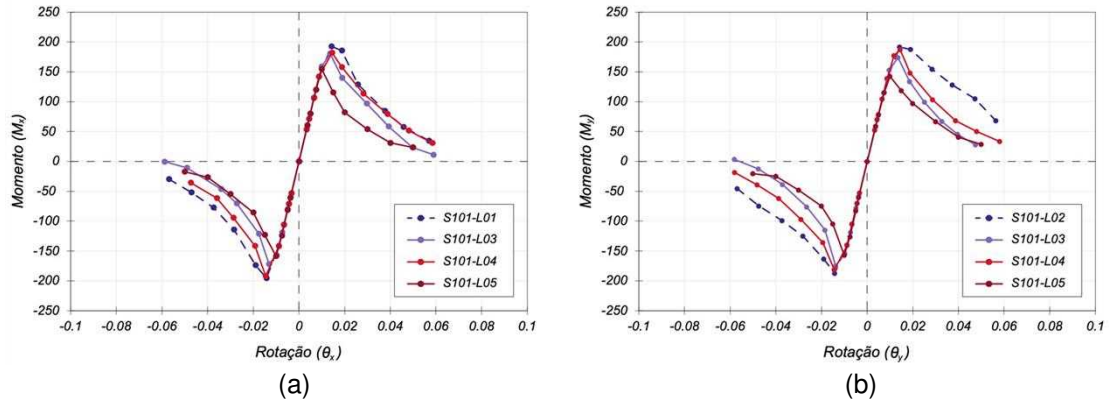 250
200
150
100
50
0
-50
-100
-150
-200
-250
Momento (Mₓ)
-0.1 -0.08 -0.06 -0.04 -0.02 0 0.02 0.04 0.06 0.08 0.1
Rotação (θₓ)
S101-L01
S101-L03
S101-L04
S101-L05
(a)
250
200
150
100
50
0
-50
-100
-150
-200
-250
Momento (Mᵧ)
-0.1 -0.08 -0.06 -0.04 -0.02 0 0.02 0.04 0.06 0.08 0.1
Rotação (θᵧ)
S101-L02
S101-L03
S101-L04
S101-L05
(b)